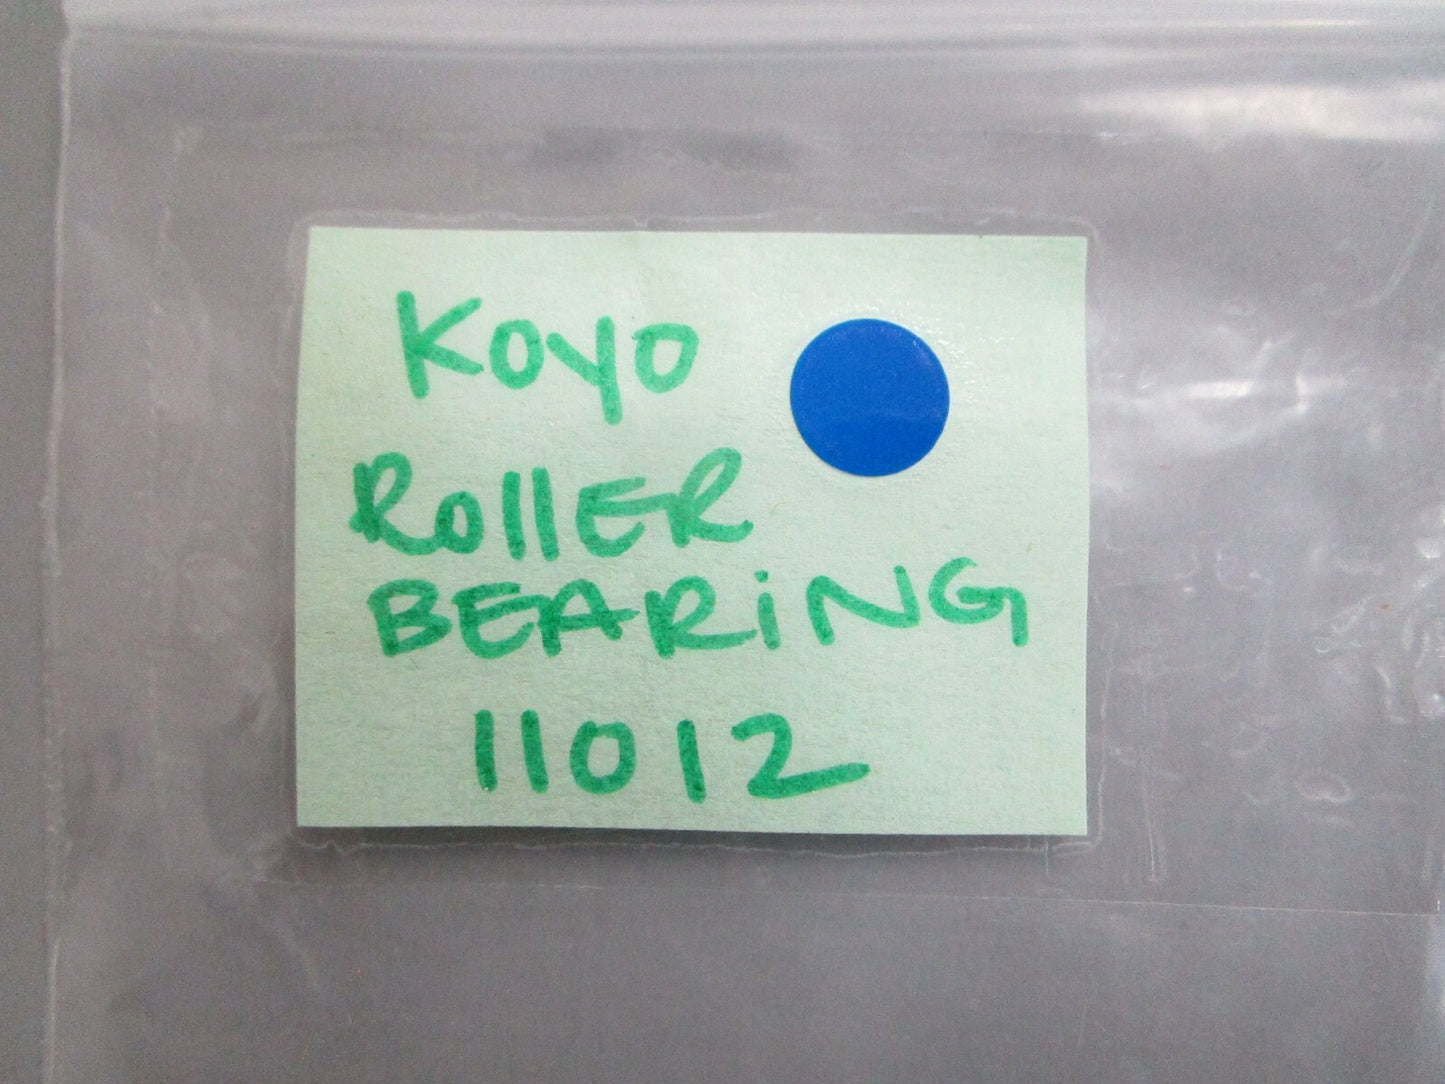 KOYO
ROllER
BEARiNG
11012